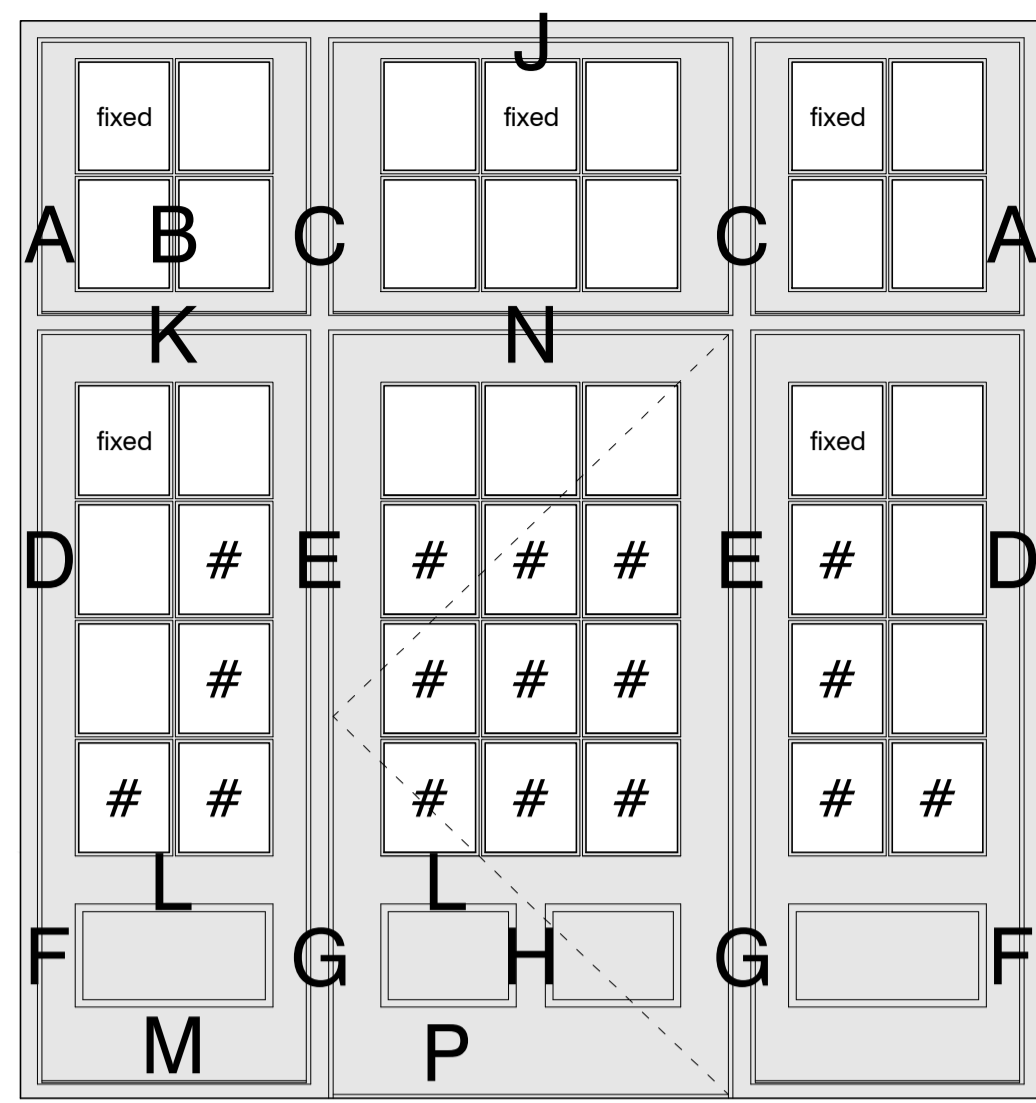 J
fixed fixed fixed
A B C C A
K N
fixed fixed
D # E # # # E # D
# # # # #
# # # # # # #
L L
F G H G F
M P